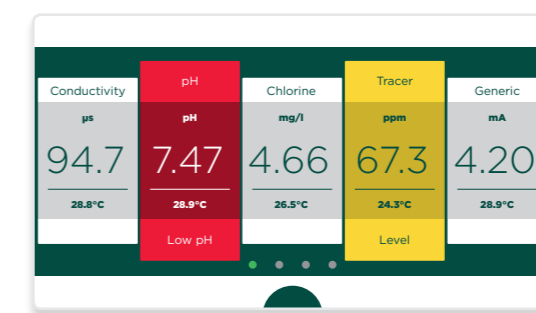 Conductivity
µs
94.7
28.8°C
pH
pH
7.47
28.9°C
Low pH
Chlorine
mg/l
4.66
26.5°C
Tracer
ppm
67.3
24.3°C
Level
Generic
mA
4.20
28.9°C